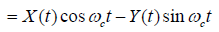 = X(t) cos ω_c t − Y(t) sin ω_c t